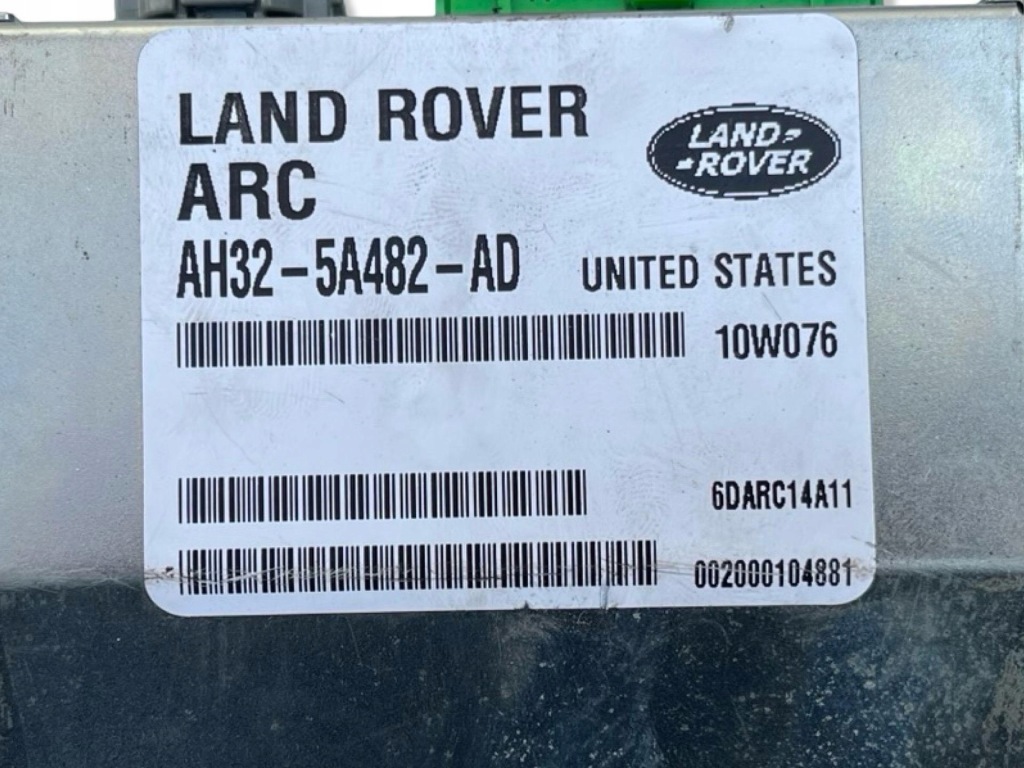 LAND ROVER
LAND
ROVER
ARC
AH32-5A482-AD
UNITED STATES
10W076
6DARC14A11
002000104881